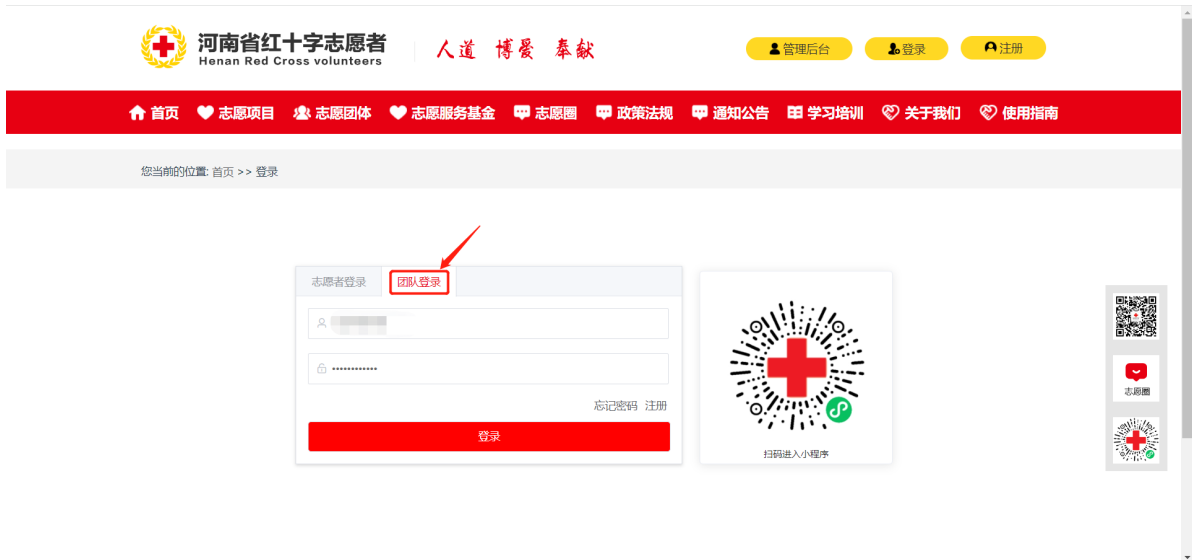 河南省红十字志愿者
Henan Red Cross volunteers
人道 博爱 奉献
管理后台
登录
注册
首页 志愿项目 志愿团体 志愿服务基金 志愿圈 政策法规 通知公告 学习培训 关于我们 使用指南
您当前的位置: 首页 >> 登录
志愿者登录 团队登录
忘记密码 注册
登录
扫码进入小程序
志愿圈